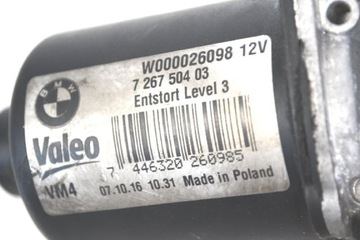 BMW
W000026098 12V
7 267 504 03
Entstort Level 3
Valeo
7 446320 260985
VM4
07.10.16 10.31 Made in Poland